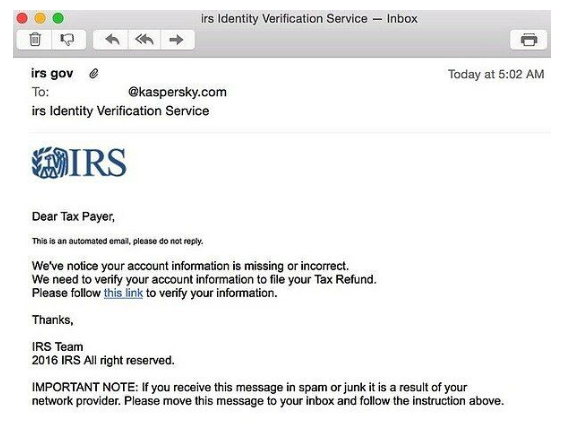 irs Identity Verification Service — Inbox
irs gov
Today at 5:02 AM
To: @kaspersky.com
irs Identity Verification Service
IRS
Dear Tax Payer,
This is an automated email, please do not reply.
We've notice your account information is missing or incorrect.
We need to verify your account information to file your Tax Refund.
Please follow this link to verify your information.
Thanks,
IRS Team
2016 IRS All right reserved.
IMPORTANT NOTE: If you receive this message in spam or junk it is a result of your
network provider. Please move this message to your inbox and follow the instruction above.